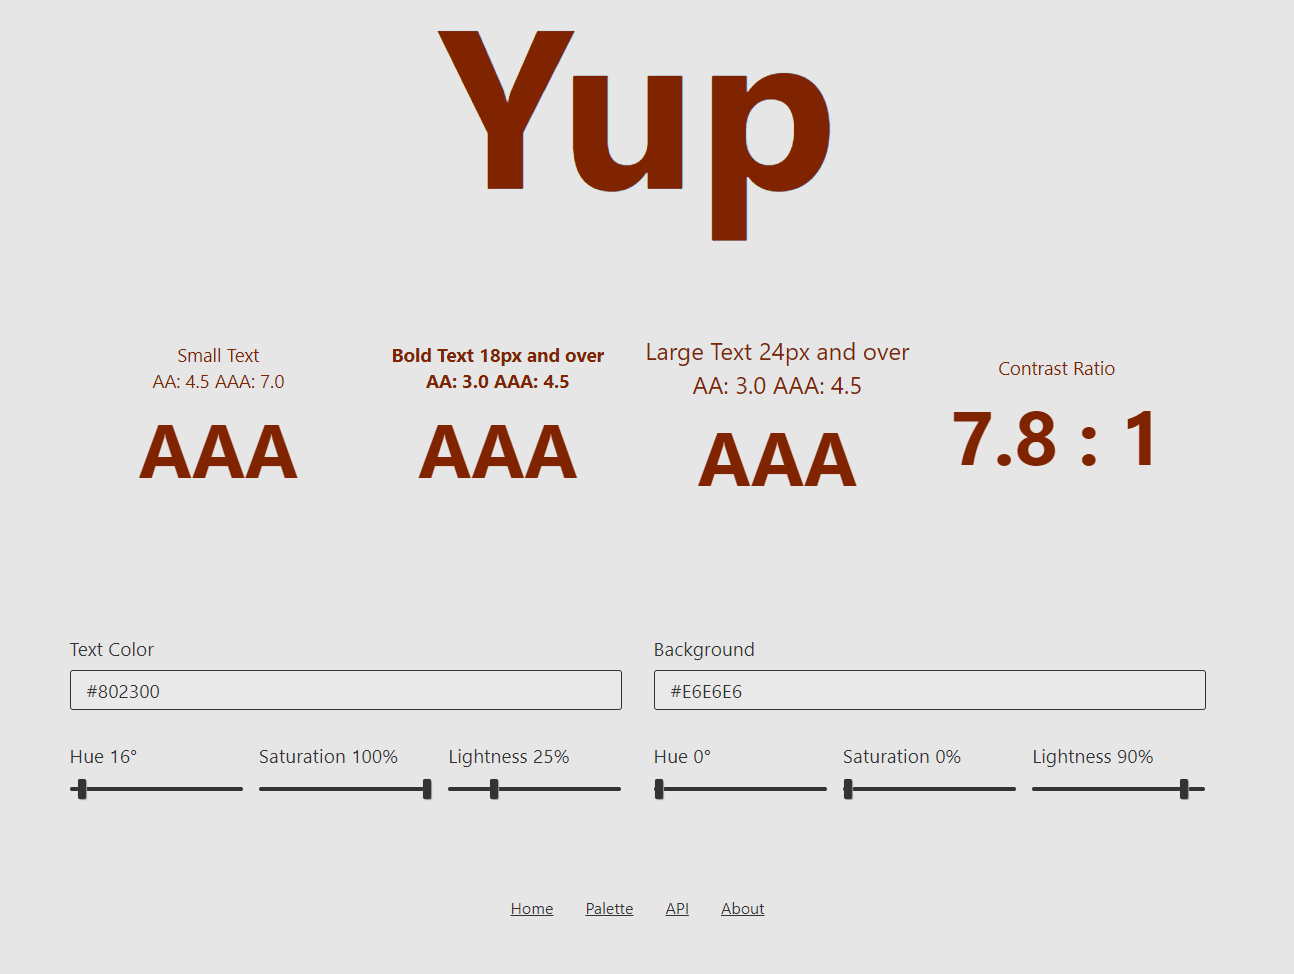 Yup
Small Text
AA: 4.5 AAA: 7.0
AAA
Bold Text 18px and over
AA: 3.0 AAA: 4.5
AAA
Large Text 24px and over
AA: 3.0 AAA: 4.5
AAA
Contrast Ratio
7.8 : 1
Text Color
#802300
Hue 16°
Saturation 100%
Lightness 25%
Background
#E6E6E6
Hue 0°
Saturation 0%
Lightness 90%
Home Palette API About